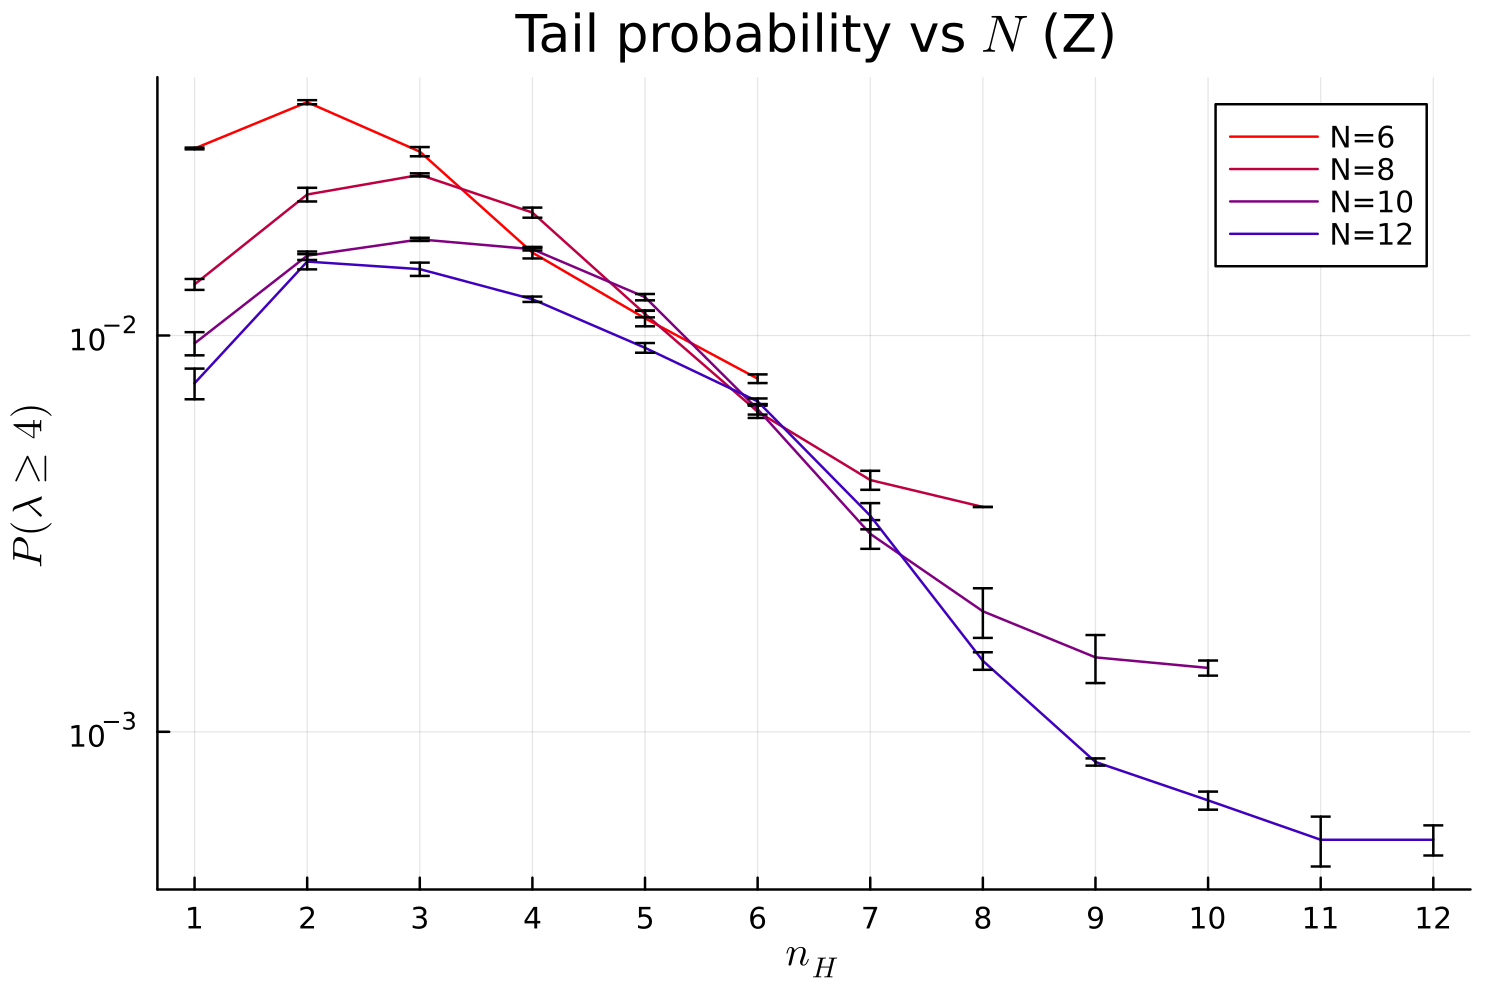 Tail probability vs N (Z)
N=6
N=8
N=10
N=12
10⁻²
10⁻³
P(λ ≥ 4)
1 2 3 4 5 6 7 8 9 10 11 12
n_H